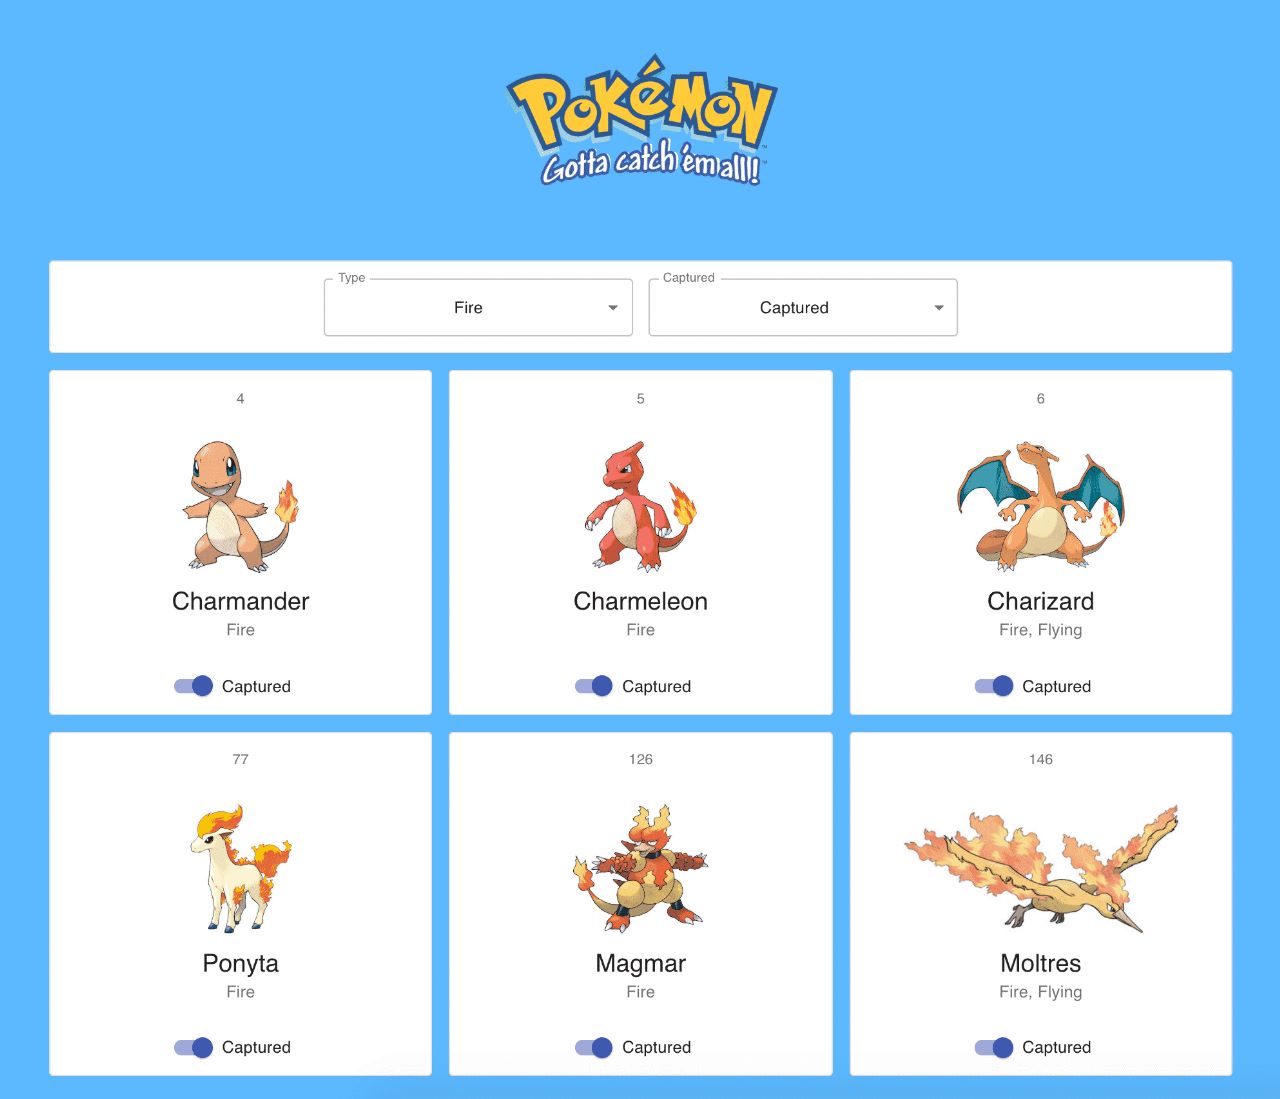 POKÉMON
Gotta catch 'em all!
Type
Captured
Fire
Captured
4
5
6
Charmander
Charmeleon
Charizard
Fire
Fire
Fire, Flying
Captured
Captured
Captured
77
126
146
Ponyta
Magmar
Moltres
Fire
Fire
Fire, Flying
Captured
Captured
Captured